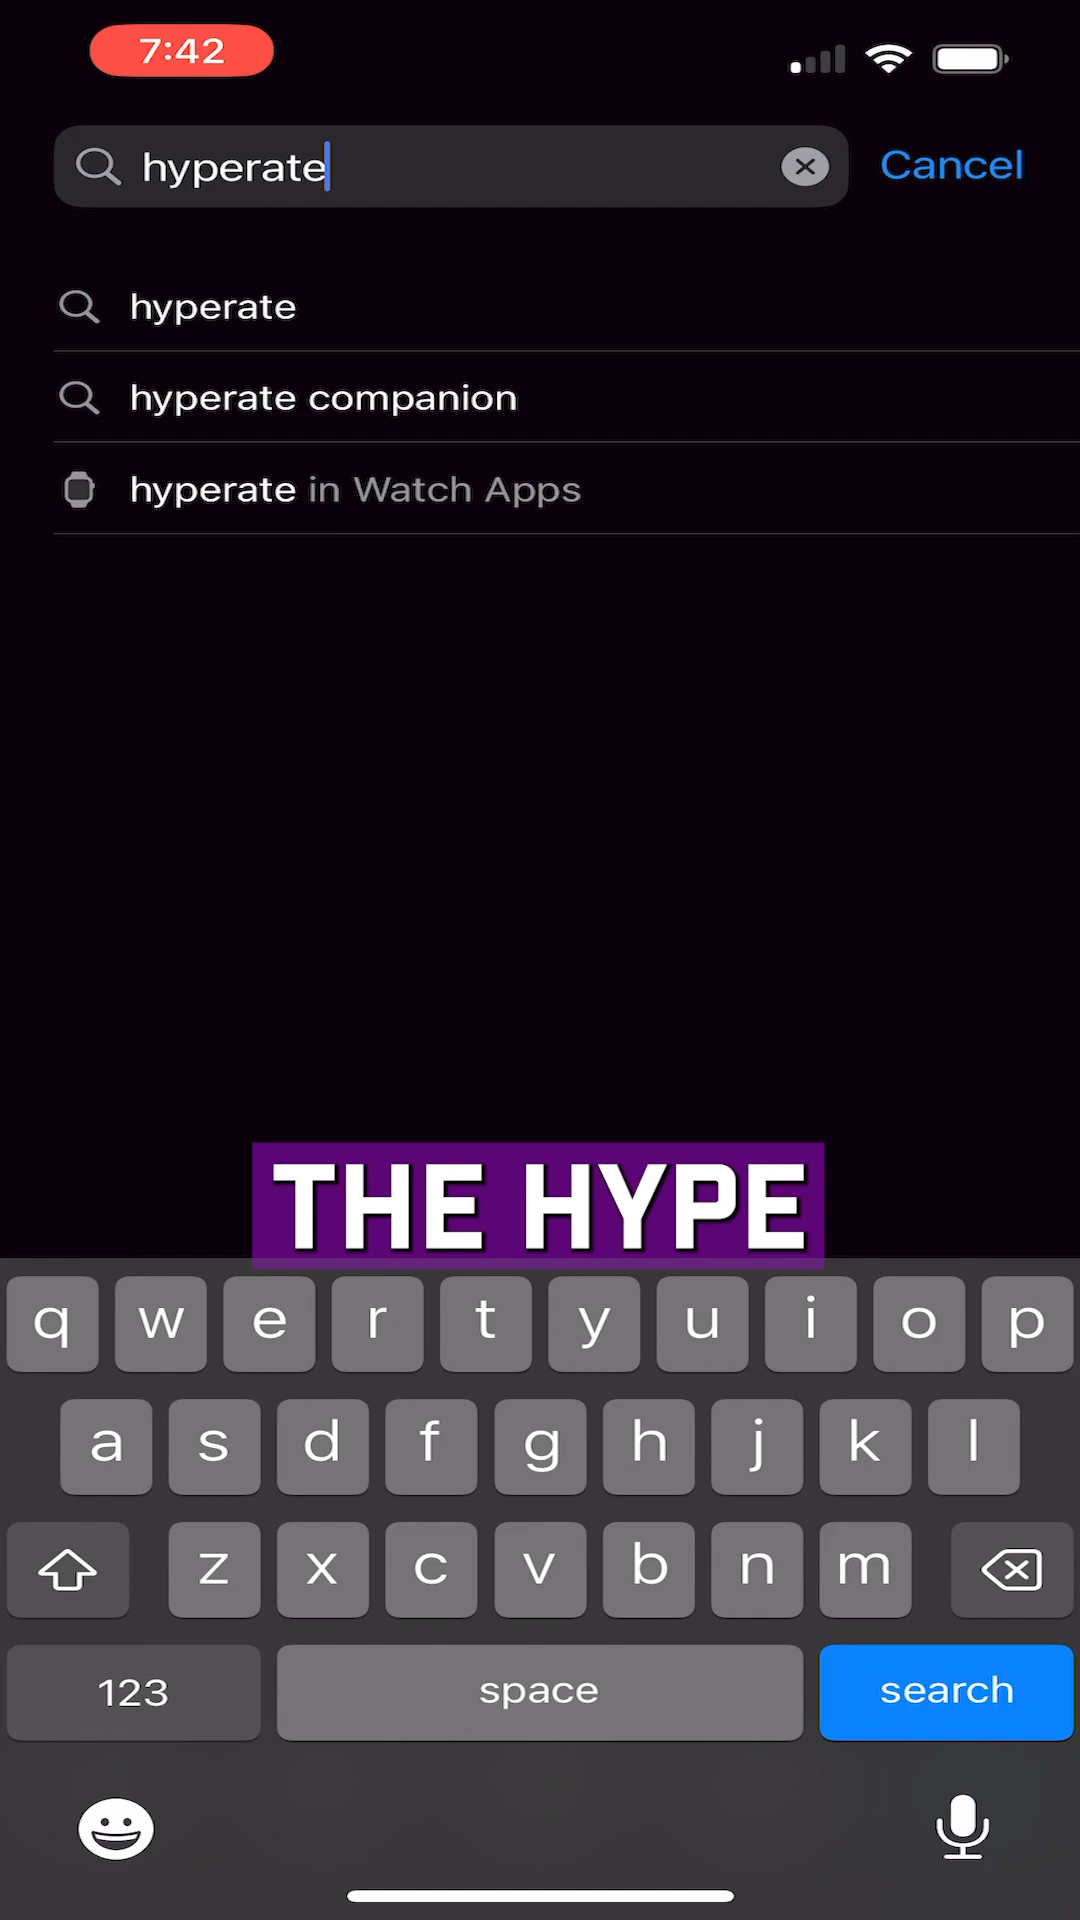 7:42
hyperate
Cancel
hyperate
hyperate companion
hyperate in Watch Apps
THE HYPE
q w e r t y u i o p
a s d f g h j k l
z x c v b n m
123 space search